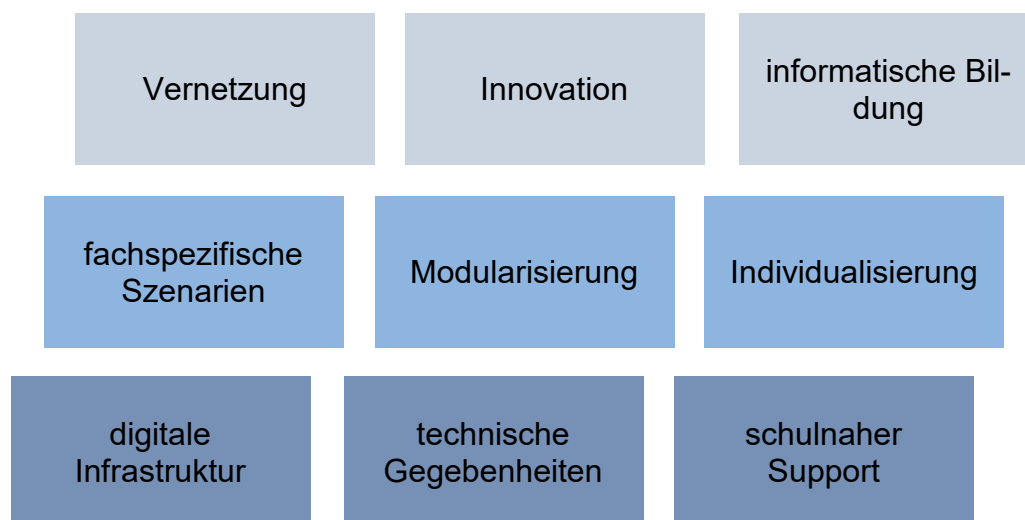 Vernetzung
Innovation
informatische Bil-
dung
fachspezifische
Szenarien
Modularisierung
Individualisierung
digitale
Infrastruktur
technische
Gegebenheiten
schulnaher
Support